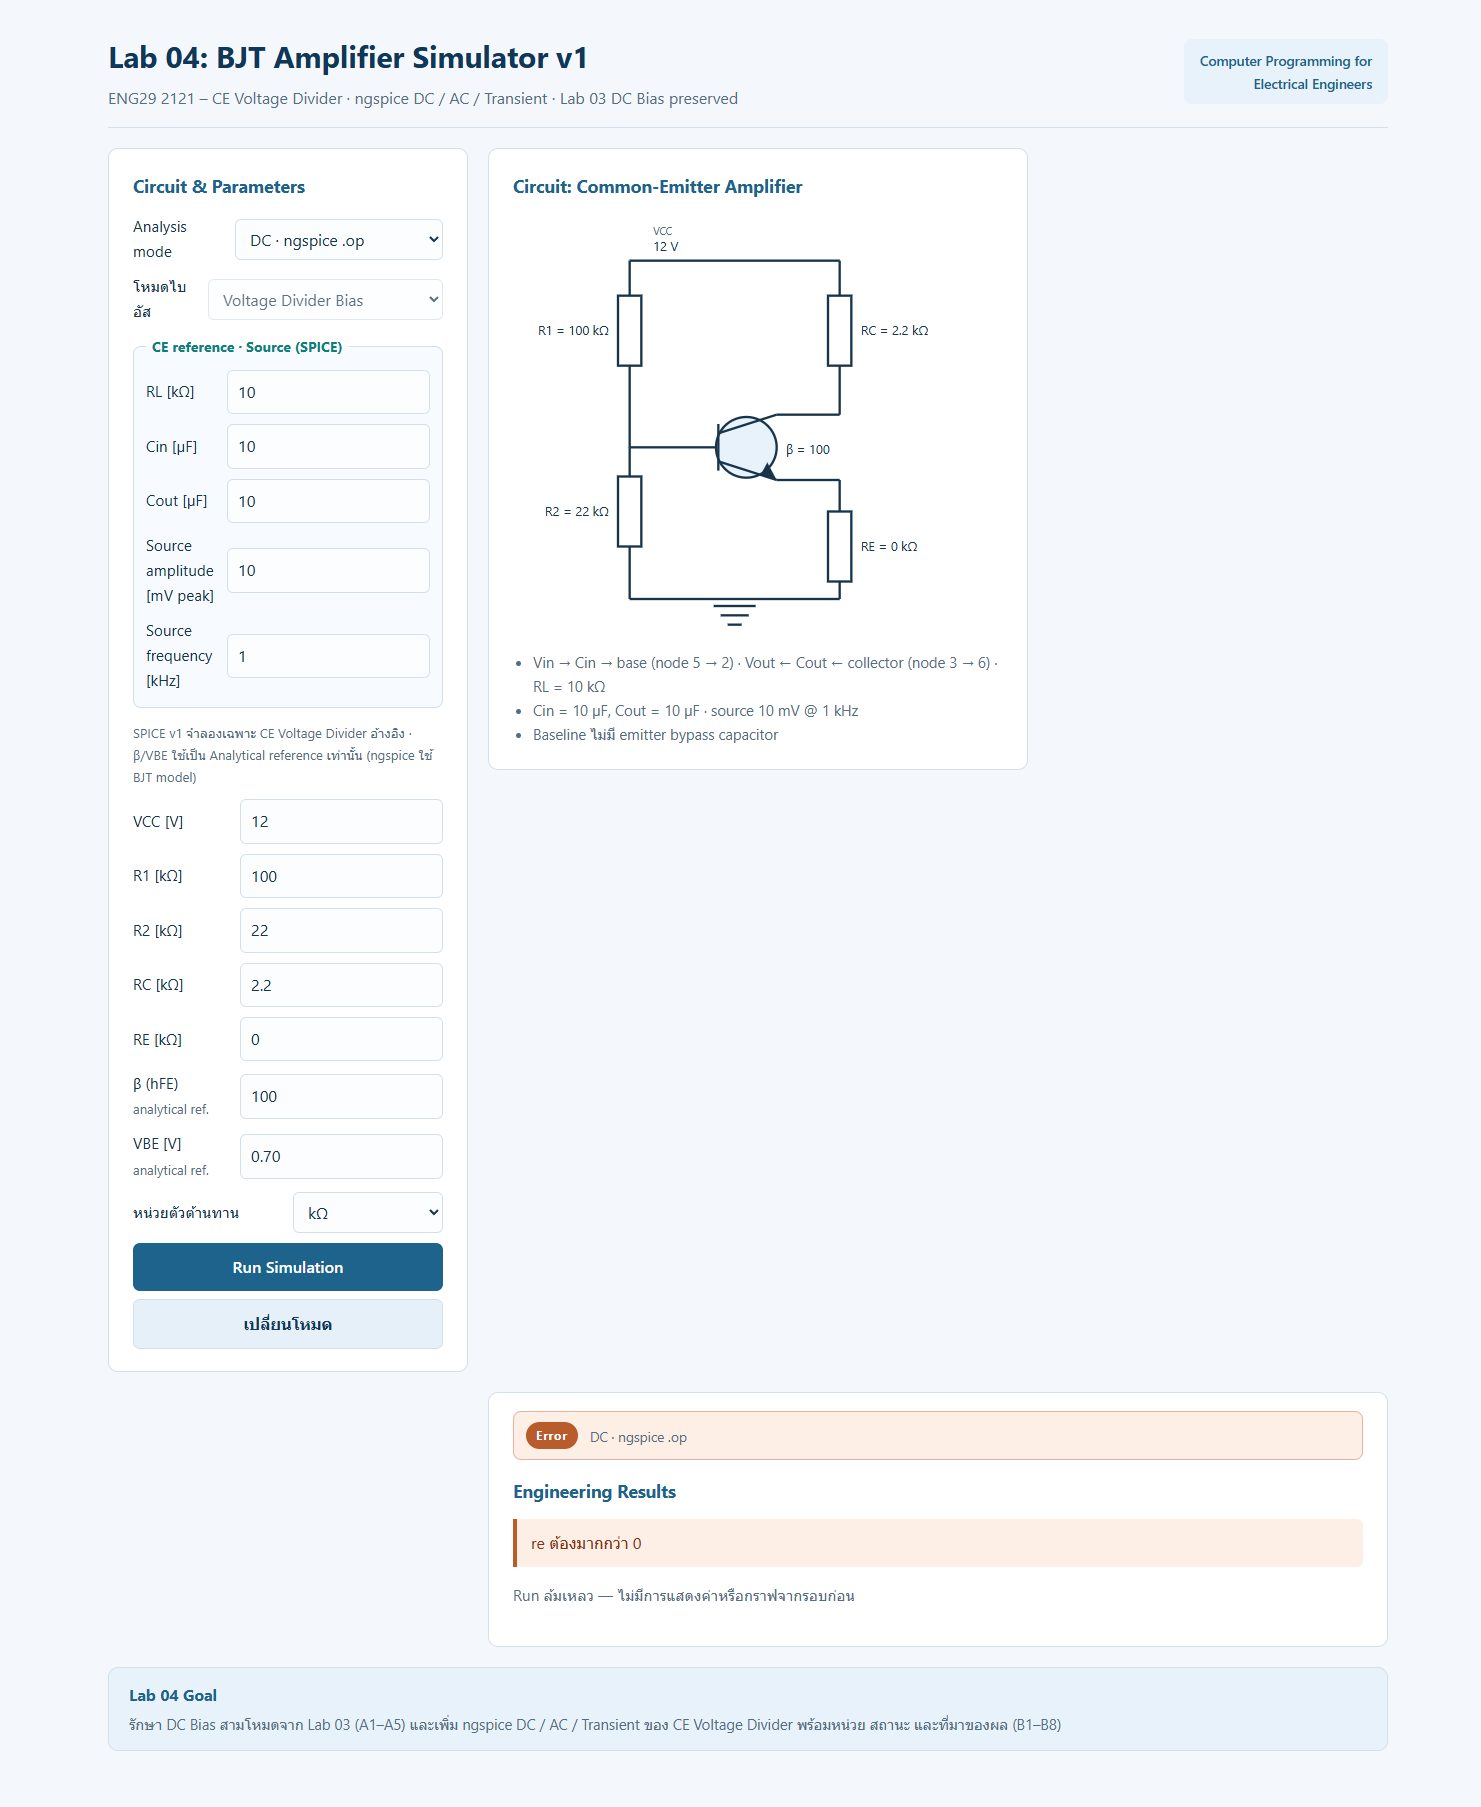 Lab 04: BJT Amplifier Simulator v1
ENG29 2121 – CE Voltage Divider · ngspice DC / AC / Transient · Lab 03 DC Bias preserved
Computer Programming for
Electrical Engineers
Circuit & Parameters
Analysis
mode
DC · ngspice .op
โหมดไบ
อัส
Voltage Divider Bias
CE reference · Source (SPICE)
RL [kΩ]
10
Cin [µF]
10
Cout [µF]
10
Source
amplitude
[mV peak]
10
Source
frequency
[kHz]
1
SPICE v1 จำลองเฉพาะ CE Voltage Divider อ้างอิง ·
β/VBE ใช้เป็น Analytical reference เท่านั้น (ngspice ใช้
BJT model)
VCC [V]
12
R1 [kΩ]
100
R2 [kΩ]
22
RC [kΩ]
2.2
RE [kΩ]
0
β (hFE)
analytical ref.
100
VBE [V]
analytical ref.
0.70
หน่วยตัวต้านทาน
kΩ
Run Simulation
เปลี่ยนโหมด
Circuit: Common-Emitter Amplifier
VCC
12 V
R1 = 100 kΩ
RC = 2.2 kΩ
β = 100
R2 = 22 kΩ
RE = 0 kΩ
• Vin → Cin → base (node 5 → 2) · Vout ← Cout ← collector (node 3 → 6) ·
RL = 10 kΩ
• Cin = 10 µF, Cout = 10 µF · source 10 mV @ 1 kHz
• Baseline ไม่มี emitter bypass capacitor
Error
DC · ngspice .op
Engineering Results
re ต้องมากกว่า 0
Run ล้มเหลว — ไม่มีการแสดงค่าหรือกราฟจากรอบก่อน
Lab 04 Goal
รักษา DC Bias สามโหมดจาก Lab 03 (A1–A5) และเพิ่ม ngspice DC / AC / Transient ของ CE Voltage Divider พร้อมหน่วย สถานะ และที่มาของผล (B1–B8)